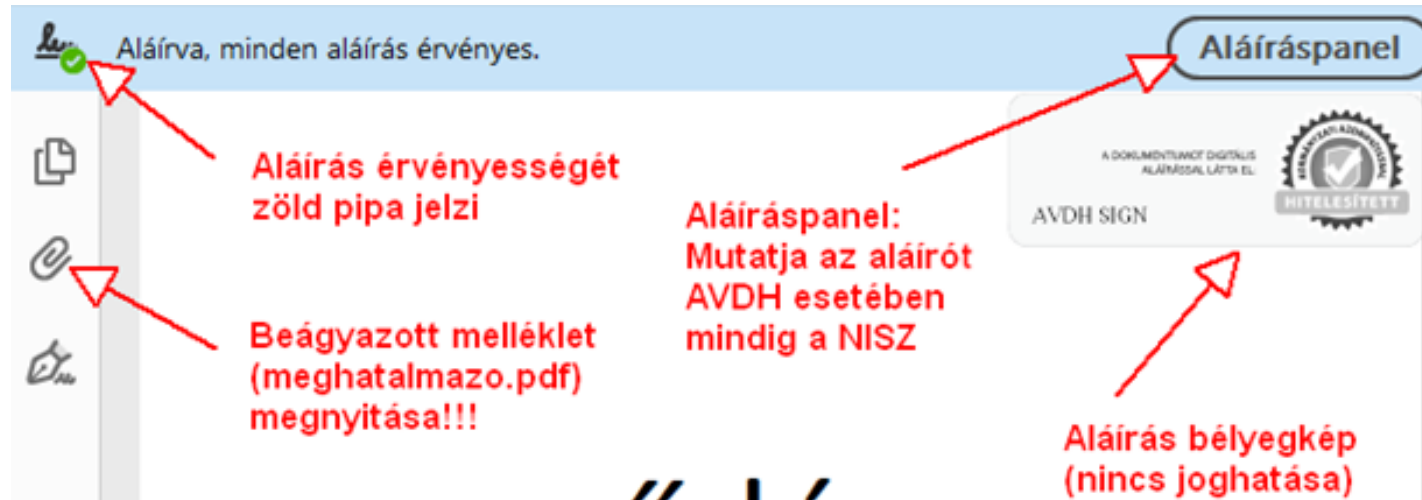 Aláírva, minden aláírás érvényes.
Aláíráspanel
A DOKUMENTUMOT DIGITÁLIS
ALÁÍRÁSSAL LÁTTA EL:
AVDH SIGN
HITELESÍTETT
Aláírás érvényességét
zöld pipa jelzi
Aláíráspanel:
Mutatja az aláírót
AVDH esetében
mindig a NISZ
Beágyazott melléklet
(meghatalmazo.pdf)
megnyitása!!!
Aláírás bélyegkép
(nincs joghatása)